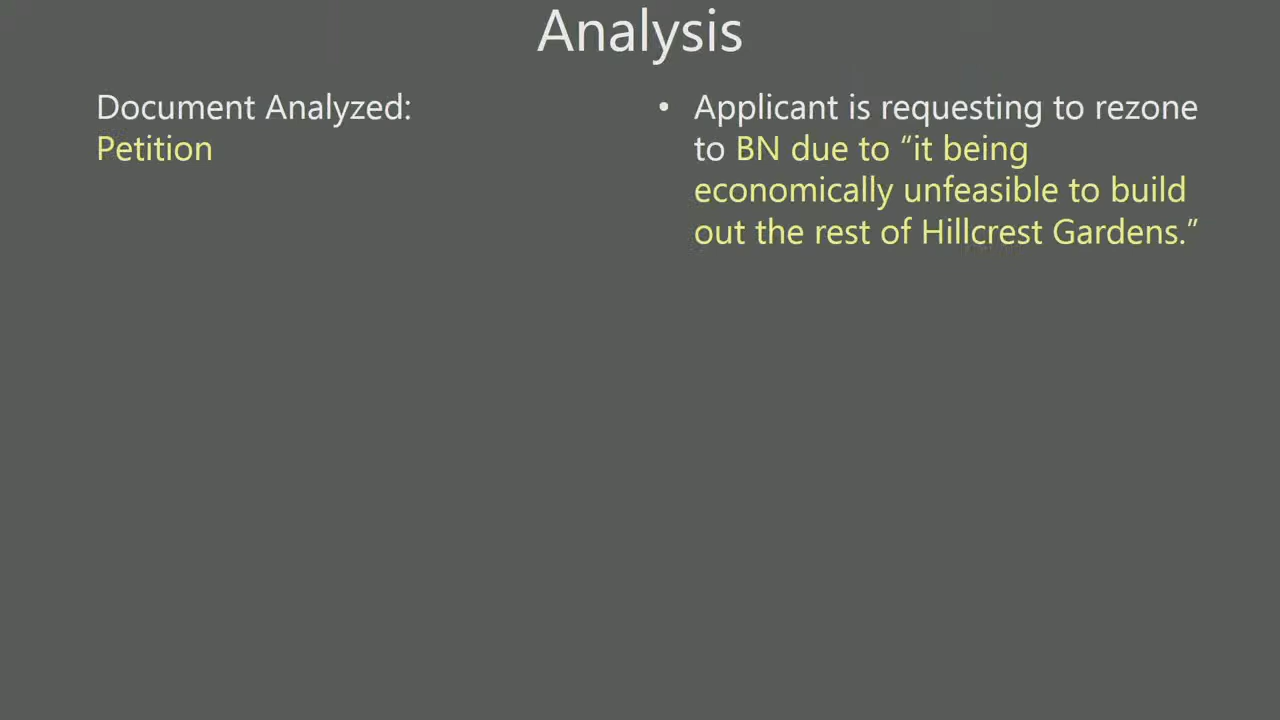 Analysis
Document Analyzed:
Petition
• Applicant is requesting to rezone
to BN due to “it being
economically unfeasible to build
out the rest of Hillcrest Gardens.”